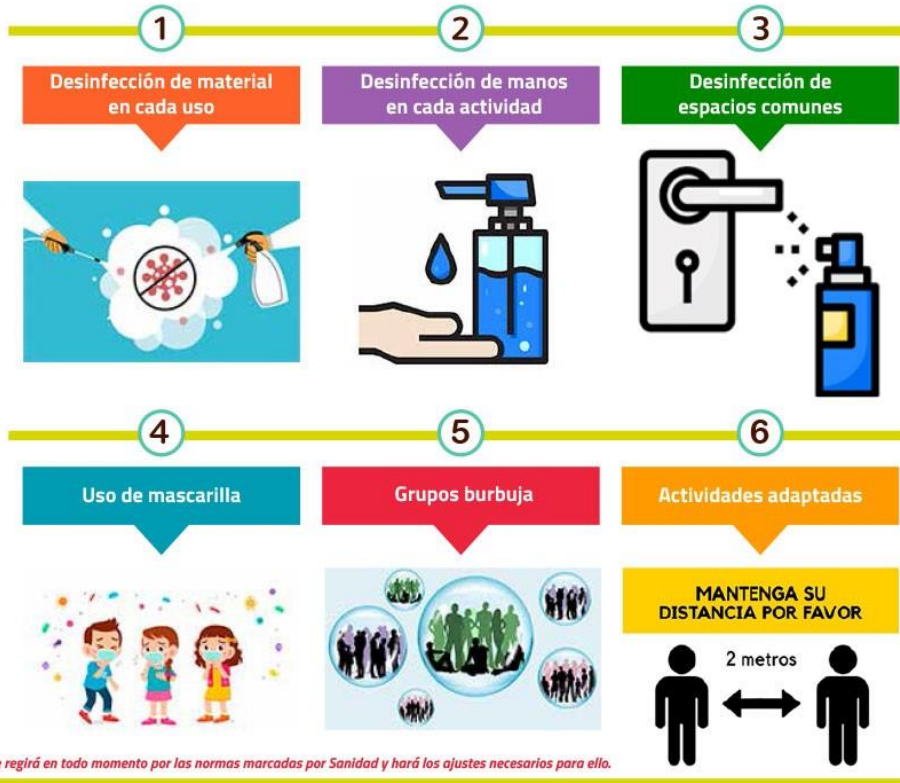 1
2
3
Desinfección de material
en cada uso
Desinfección de manos
en cada actividad
Desinfección de
espacios comunes
4
5
6
Uso de mascarilla
Grupos burbuja
Actividades adaptadas
MANTENGA SU
DISTANCIA POR FAVOR
2 metros
regirá en todo momento por las normas marcadas por Sanidad y hará los ajustes necesarios para ello.